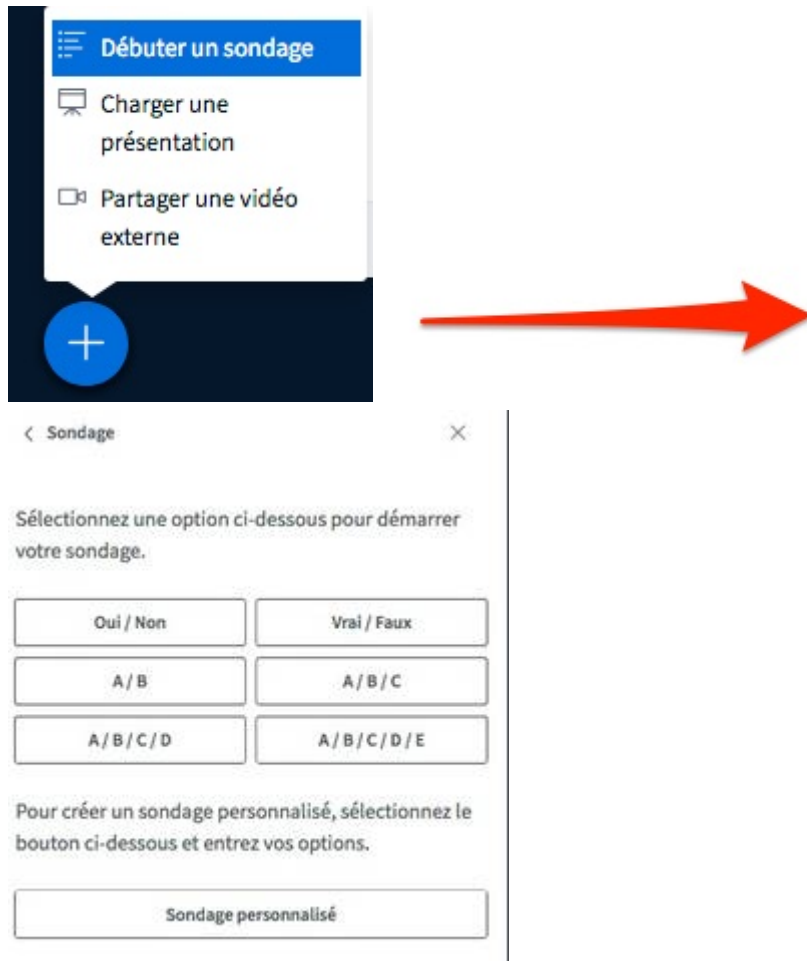 Débuter un sondage
Charger une
présentation
Partager une vidéo
externe
Sondage
Sélectionnez une option ci-dessous pour démarrer
votre sondage.
Oui / Non
Vrai / Faux
A / B
A / B / C
A / B / C / D
A / B / C / D / E
Pour créer un sondage personnalisé, sélectionnez le
bouton ci-dessous et entrez vos options.
Sondage personnalisé